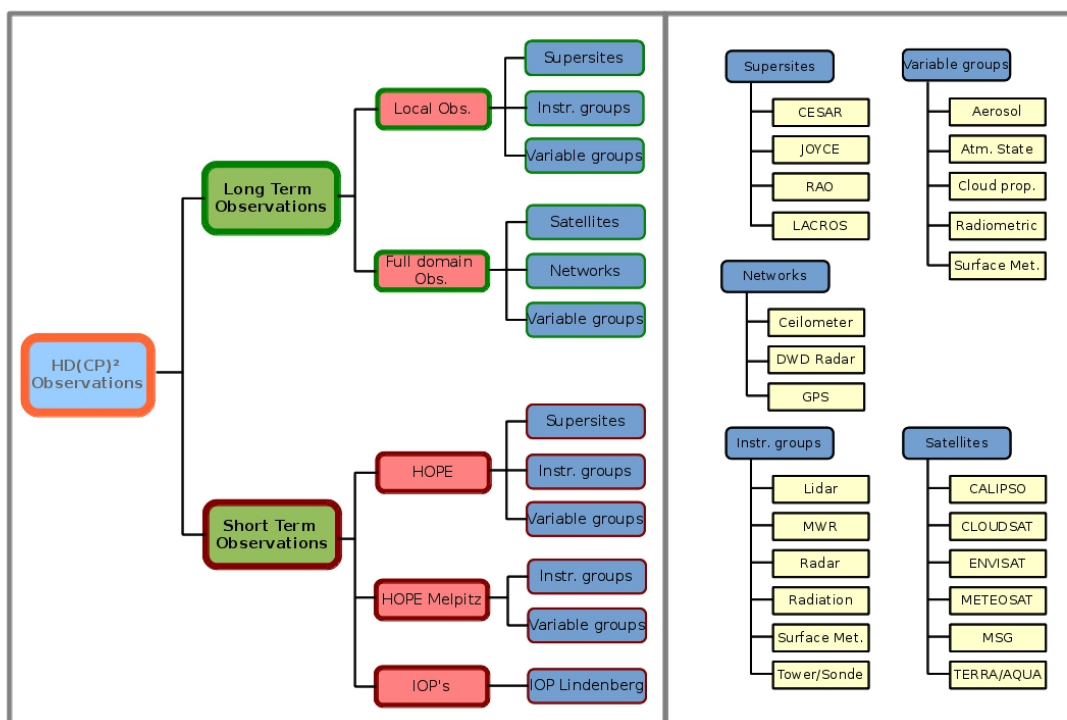 HD(CP)²
Observations
Long Term
Observations
Local Obs.
Supersites
Instr. groups
Variable groups
Full domain
Obs.
Satellites
Networks
Variable groups
Short Term
Observations
HOPE
Supersites
Instr. groups
Variable groups
HOPE Melpitz
Instr. groups
Variable groups
IOP's
IOP Lindenberg
Supersites
CESAR
JOYCE
RAO
LACROS
Variable groups
Aerosol
Atm. State
Cloud prop.
Radiometric
Surface Met.
Networks
Ceilometer
DWD Radar
GPS
Instr. groups
Lidar
MWR
Radar
Radiation
Surface Met.
Tower/Sonde
Satellites
CALIPSO
CLOUDSAT
ENVISAT
METEOSAT
MSG
TERRA/AQUA